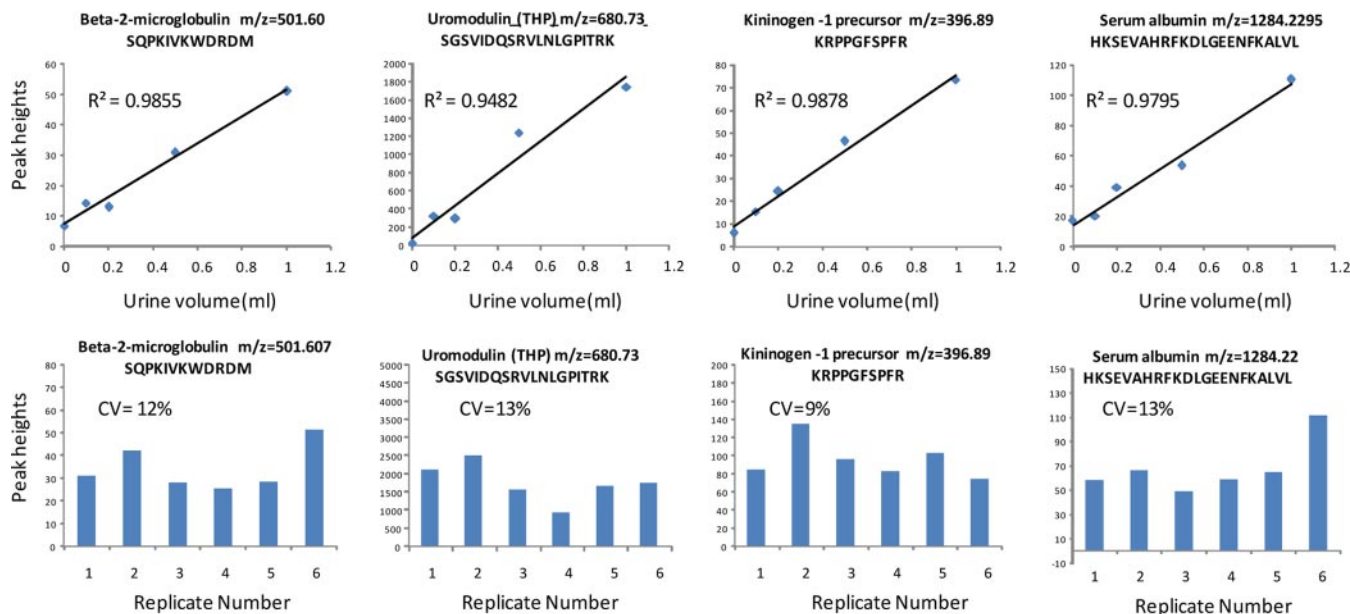 Beta-2-microglobulin m/z=501.60
SQPKIVKWDRDM
Peak heights
60
50
40
30
20
10
0
R² = 0.9855
0 0.2 0.4 0.6 0.8 1 1.2
Urine volume(ml)
Uromodulin_(THP)_m/z=680.73_
SGSVIDQSRVLNLGPITRK
2000
1800
1600
1400
1200
1000
800
600
400
200
0
R² = 0.9482
0 0.2 0.4 0.6 0.8 1 1.2
Urine volume(ml)
Kininogen -1 precursor m/z=396.89
KRPPGFSPFR
80
70
60
50
40
30
20
10
0
R² = 0.9878
0 0.2 0.4 0.6 0.8 1 1.2
Urine volume(ml)
Serum albumin m/z=1284.2295
HKSEVAHRFKDLGEENFKALVL
120
100
80
60
40
20
0
R² = 0.9795
0 0.2 0.4 0.6 0.8 1 1.2
Urine volume(ml)
Beta-2-microglobulin m/z=501.607
SQPKIVKWDRDM
Peak heights
80
70
60
50
40
30
20
10
0
CV= 12%
1 2 3 4 5 6
Replicate Number
Uromodulin (THP) m/z=680.73
SGSVIDQSRVLNLGPITRK
5000
4500
4000
3500
3000
2500
2000
1500
1000
500
0
CV=13%
1 2 3 4 5 6
Replicate Number
Kininogen -1 precursor m/z=396.89
KRPPGFSPFR
200
180
160
140
120
100
80
60
40
20
0
CV=9%
1 2 3 4 5 6
Replicate Number
Serum albumin m/z=1284.22
HKSEVAHRFKDLGEENFKALVL
150
130
110
90
70
50
30
10
-10
CV=13%
1 2 3 4 5 6
Replicate Number